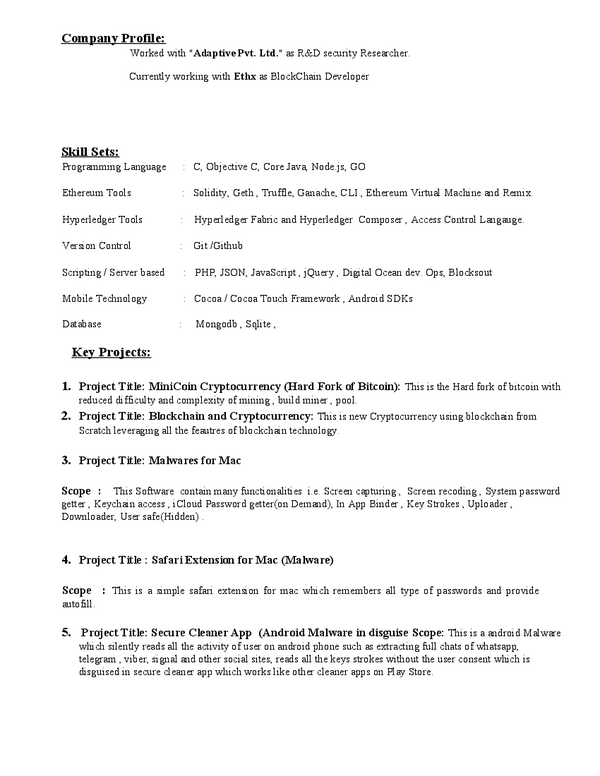 Company Profile:
Worked with "Adaptive Pvt. Ltd." as R&D security Researcher.
Currently working with Ethx as BlockChain Developer
Skill Sets:
Programming Language : C, Objective C, Core Java, Node.js, GO
Ethereum Tools : Solidity, Geth , Truffle, Ganache, CLI , Ethereum Virtual Machine and Remix.
Hyperledger Tools : Hyperledger Fabric and Hyperledger Composer , Access Control Langauge.
Version Control : Git /Github
Scripting / Server based : PHP, JSON, JavaScript , jQuery , Digital Ocean dev. Ops, Blocksout
Mobile Technology : Cocoa / Cocoa Touch Framework , Android SDKs
Database : Mongodb , Sqlite ,
Key Projects:
1. Project Title: MiniCoin Cryptocurrency (Hard Fork of Bitcoin): This is the Hard fork of bitcoin with
reduced difficulty and complexity of mining , build miner , pool.
2. Project Title: Blockchain and Cryptocurrency: This is new Cryptocurrency using blockchain from
Scratch leveraging all the feautres of blockchain technology.
3. Project Title: Malwares for Mac
Scope : This Software contain many functionalities i.e. Screen capturing , Screen recoding , System password
getter , Keychain access , iCloud Password getter(on Demand), In App Binder , Key Strokes , Uploader ,
Downloader, User safe(Hidden) .
4. Project Title : Safari Extension for Mac (Malware)
Scope : This is a simple safari extension for mac which remembers all type of passwords and provide
autofill.
5. Project Title: Secure Cleaner App (Android Malware in disguise Scope: This is a android Malware
which silently reads all the activity of user on android phone such as extracting full chats of whatsapp,
telegram , viber, signal and other social sites, reads all the keys strokes without the user consent which is
disguised in secure cleaner app which works like other cleaner apps on Play Store.